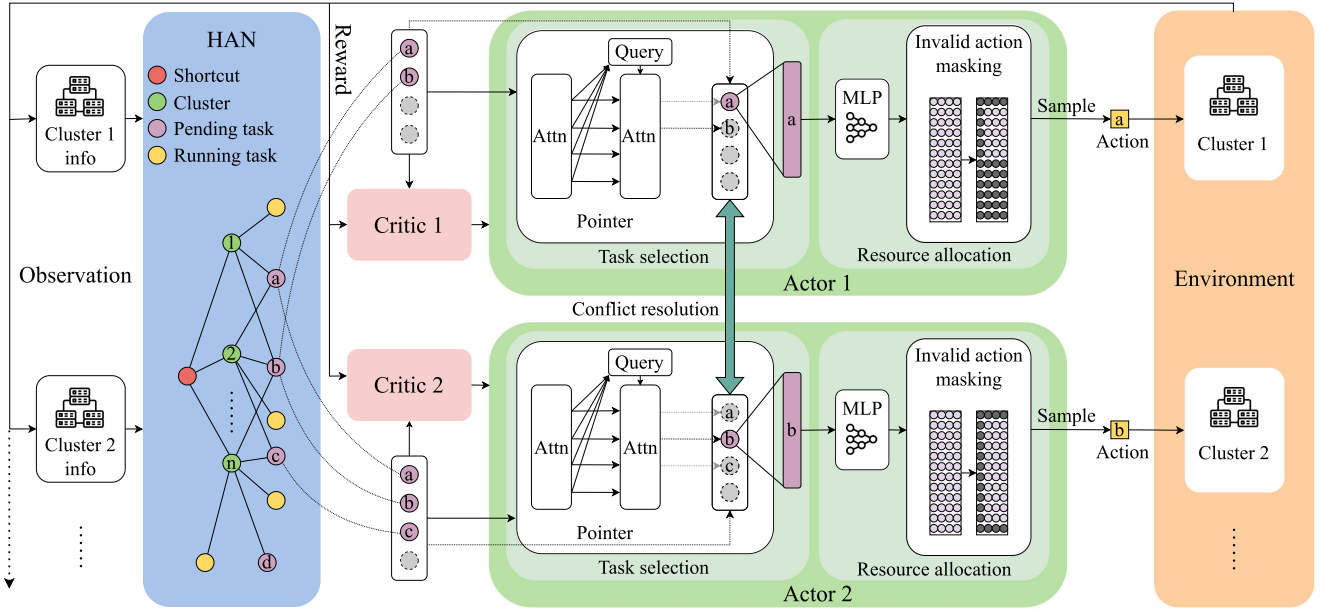 Observation
Cluster 1
info
Cluster 2
info
HAN
Shortcut
Cluster
Pending task
Running task
1
a
2
b
n
c
d
Reward
a
b
Critic 1
Query
Attn
Attn
Pointer
a
b
a
Task selection
MLP
Invalid action
masking
Resource allocation
Actor 1
Sample
a
Action
Conflict resolution
Critic 2
a
b
c
Query
Attn
Attn
Pointer
a
b
c
b
Task selection
MLP
Invalid action
masking
Resource allocation
Actor 2
Sample
b
Action
Cluster 1
Environment
Cluster 2